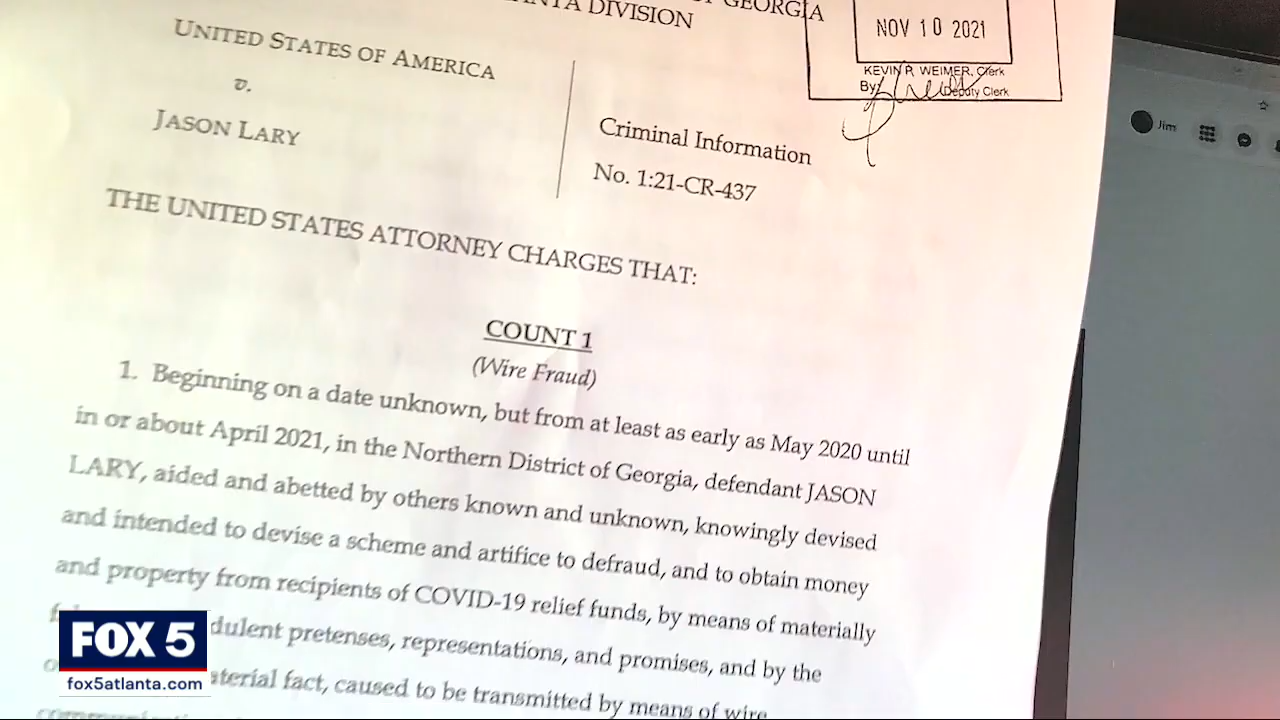 GEORGIA
DIVISION
UNITED STATES OF AMERICA
v.
JASON LARY
NOV 10 2021
KEVIN P. WEIMER, Clerk
By:
Deputy Clerk
Criminal Information
No. 1:21-CR-437
THE UNITED STATES ATTORNEY CHARGES THAT:
COUNT 1
(Wire Fraud)
1. Beginning on a date unknown, but from at least as early as May 2020 until
in or about April 2021, in the Northern District of Georgia, defendant JASON
LARY, aided and abetted by others known and unknown, knowingly devised
and intended to devise a scheme and artifice to defraud, and to obtain money
and property from recipients of COVID-19 relief funds, by means of materially
dulent pretenses, representations, and promises, and by the
aterial fact, caused to be transmitted by means of wire
Jim
FOX 5
fox5atlanta.com